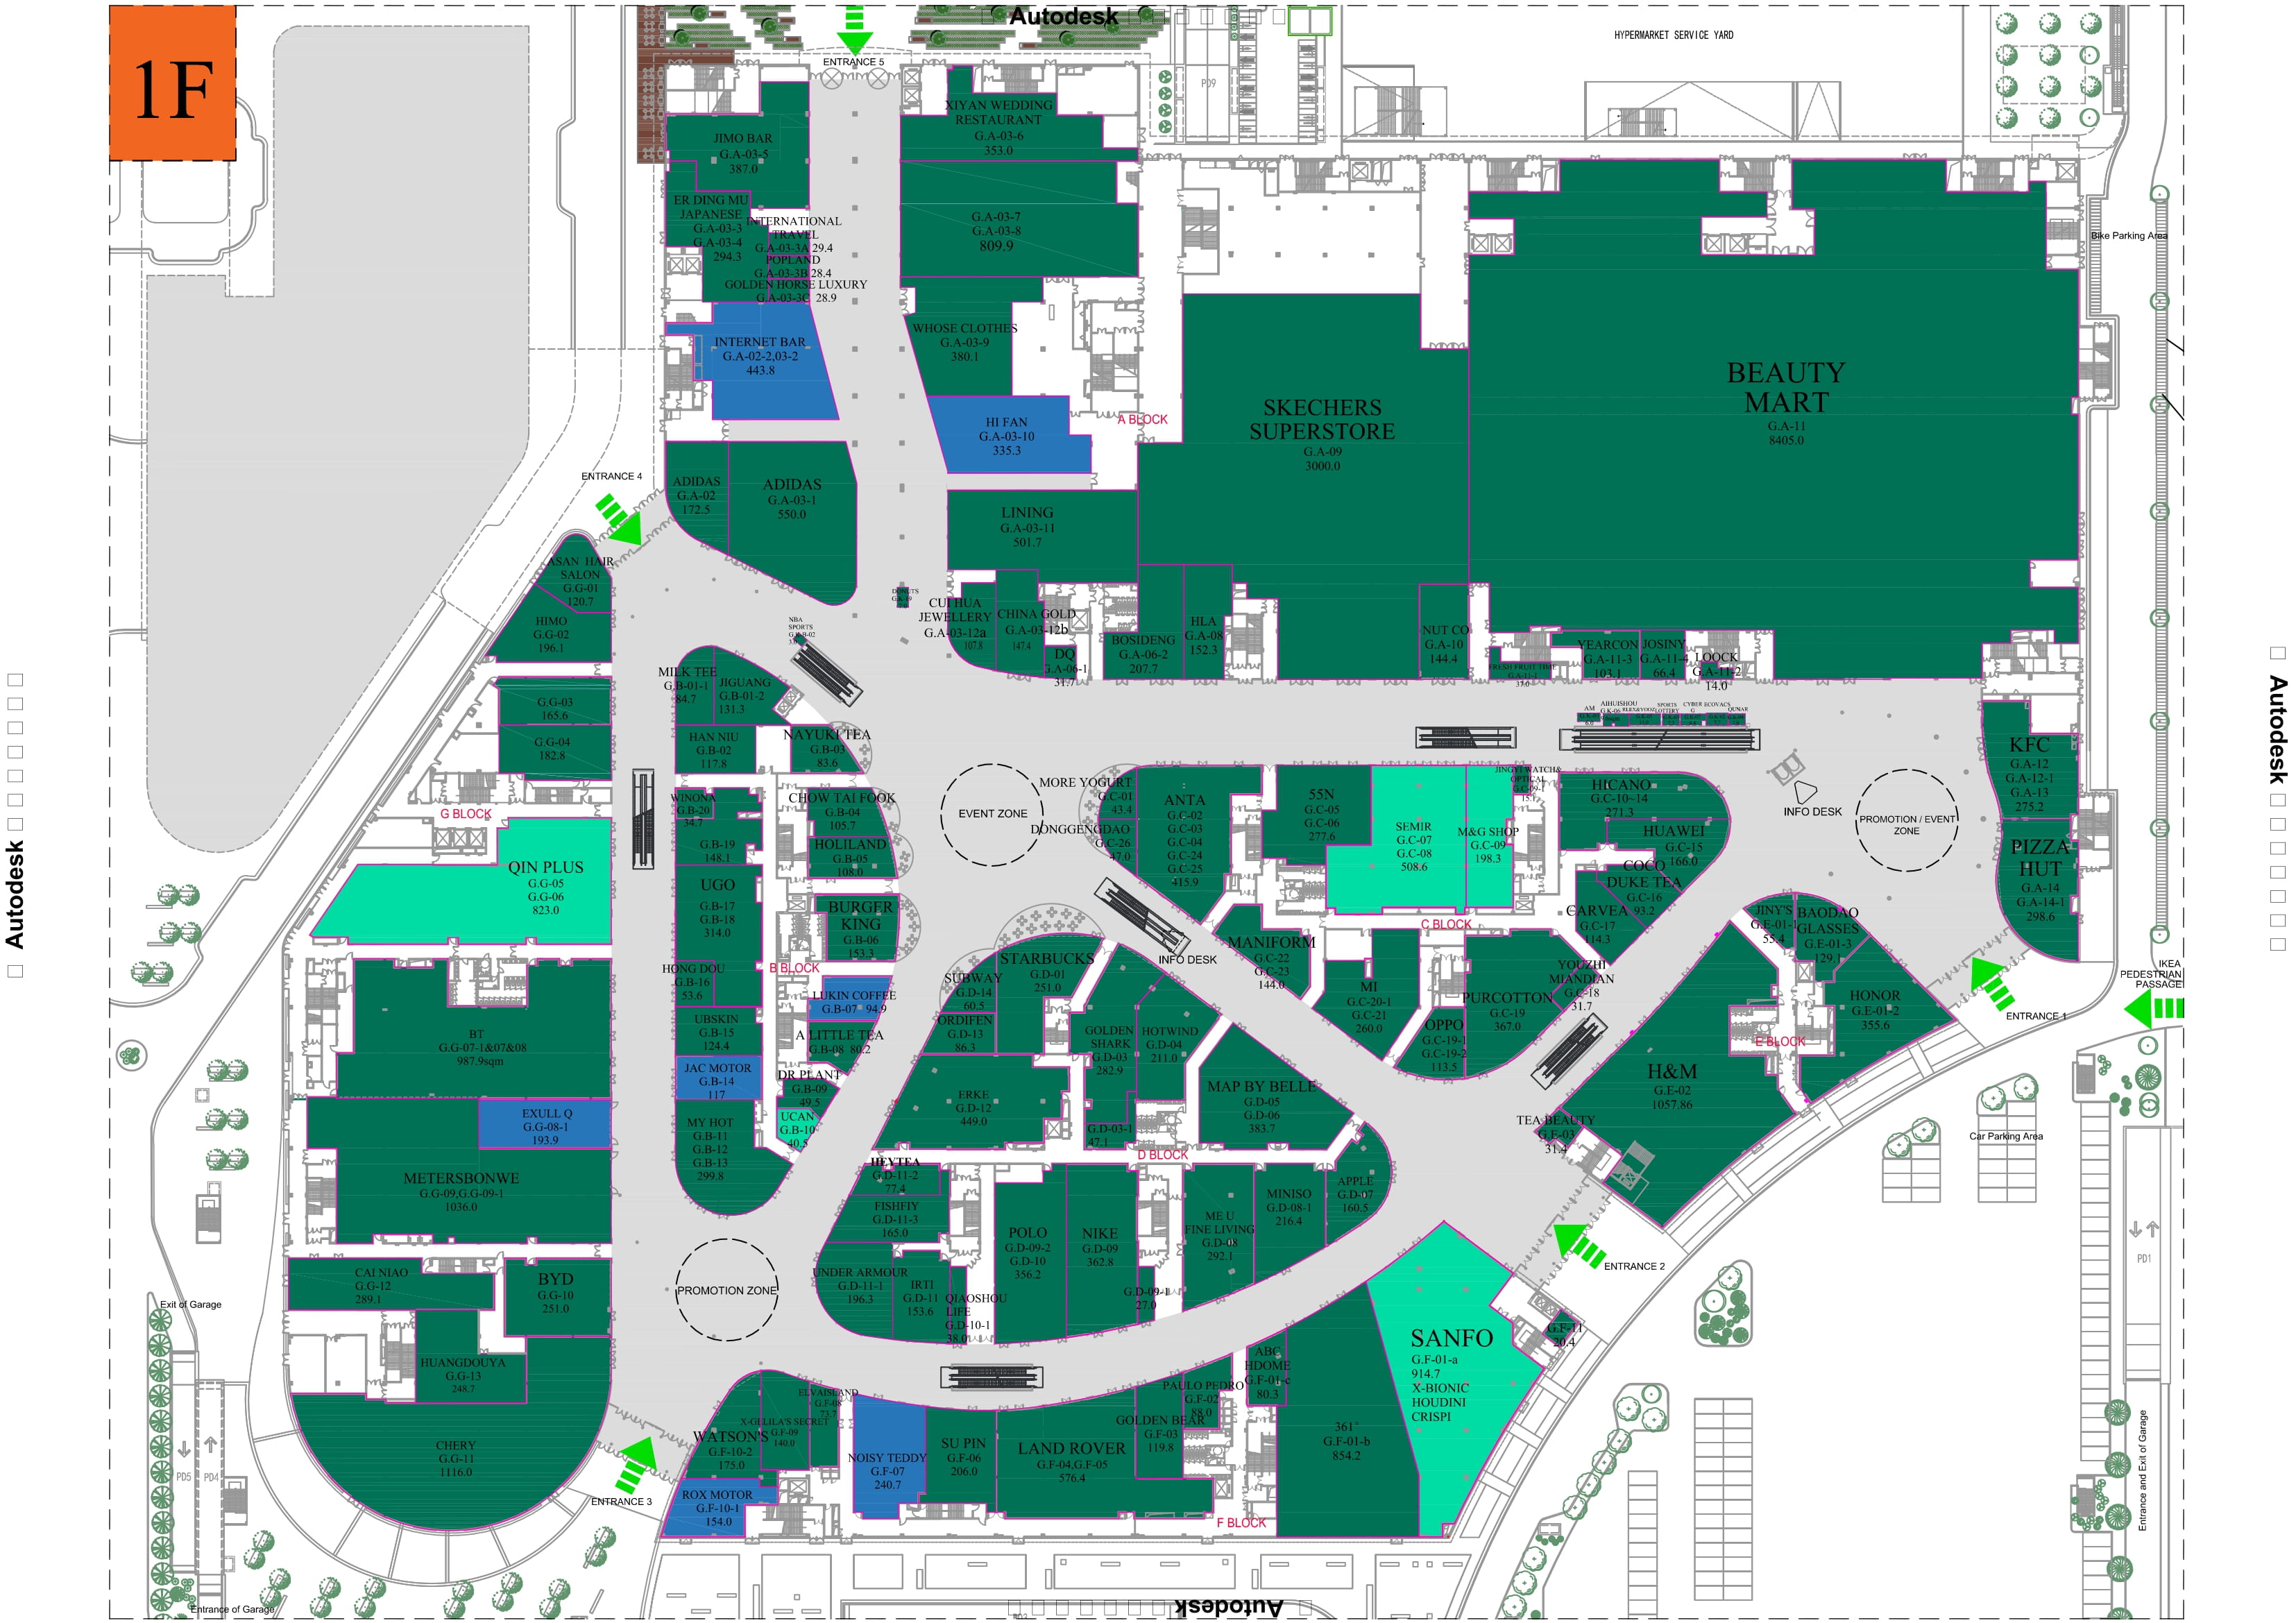 1F
Autodesk
HYPERMARKET SERVICE YARD
ENTRANCE 5
PD9
XIYAN WEDDING
RESTAURANT
G.A-03-6
353.0
JIMO BAR
G.A-03-5
387.0
ER DING MU
JAPANESE
G.A-03-3
G.A-03-4
294.3
INTERNATIONAL
TRAVEL
G.A-03-3A 29.4
POPLAND
G.A-03-3B 28.4
GOLDEN HORSE LUXURY
G.A-03-3C 28.9
G.A-03-7
G.A-03-8
809.9
Bike Parking Area
INTERNET BAR
G.A-02-2,03-2
443.8
WHOSE CLOTHES
G.A-03-9
380.1
HI FAN
G.A-03-10
335.3
A BLOCK
SKECHERS
SUPERSTORE
G.A-09
3000.0
BEAUTY
MART
G.A-11
8405.0
ENTRANCE 4
ADIDAS
G.A-02
172.5
ADIDAS
G.A-03-1
550.0
LINING
G.A-03-11
501.7
ASAN HAIR
SALON
G.G-01
120.7
HIMO
G.G-02
196.1
DONUTS
NBA
SPORTS
CUI HUA
JEWELLERY
G.A-03-12a
107.8
CHINA GOLD
G.A-03-12b
147.4
DQ
G.A-06-1
31.7
BOSIDENG
G.A-06-2
207.7
HLA
G.A-08
152.3
NUT CO
G.A-10
144.4
FRESH FRUIT TIME
G.A-11-1
YEARCON
G.A-11-3
103.1
JOSINY
G.A-11-4
66.4
LOOCK
G.A-11-2
14.0
MILK TEE
G.B-01-1
84.7
JIGUANG
G.B-01-2
131.3
G.G-03
165.6
G.G-04
182.8
HAN NIU
G.B-02
117.8
NAYUKI TEA
G.B-03
83.6
AM
AIHUISHOU
G.K-06
SPORTS
LOTTERY
CYBER
G
ECOVACS
QUNAR
KFC
G.A-12
G.A-12-1
G.A-13
275.2
PIZZA
HUT
G.A-14
G.A-14-1
298.6
INFO DESK
PROMOTION / EVENT
ZONE
EVENT ZONE
MORE YOGURT
G.C-01
43.4
DONGGENGDAO
G.C-26
47.0
ANTA
G.C-02
G.C-03
G.C-04
G.C-24
G.C-25
415.9
55N
G.C-05
G.C-06
277.6
SEMIR
G.C-07
G.C-08
508.6
M&G SHOP
G.C-09
198.3
JINGYI WATCH&
OPTICAL
G.C-09-1
15.1
HICANO
G.C-10~14
271.3
HUAWEI
G.C-15
166.0
COCO
DUKE TEA
G.C-16
93.2
CARVEA
G.C-17
114.3
G BLOCK
WINONA
G.B-20
34.7
CHOW TAI FOOK
G.B-04
105.7
G.B-19
148.1
HOLILAND
G.B-05
108.0
QIN PLUS
G.G-05
G.G-06
823.0
UGO
G.B-17
G.B-18
314.0
BURGER
KING
G.B-06
153.3
C BLOCK
MANIFORM
G.C-22
G.C-23
144.0
INFO DESK
MI
G.C-20-1
G.C-21
260.0
OPPO
G.C-19-1
G.C-19-2
113.5
PURCOTTON
G.C-19
367.0
YOUZHI
MIANDIAN
G.C-18
31.7
JINY'S
G.E-01-1
55.4
BAODAO
GLASSES
G.E-01-3
129.1
HONOR
G.E-01-2
355.6
ENTRANCE 1
IKEA
PEDESTRIAN
PASSAGE
E BLOCK
H&M
G.E-02
1057.86
TEA BEAUTY
G.E-03
31.4
Car Parking Area
HONG DOU
G.B-16
53.6
B BLOCK
LUKIN COFFEE
G.B-07 94.9
UBSKIN
G.B-15
124.4
A LITTLE TEA
G.B-08 80.2
JAC MOTOR
G.B-14
117
DR PLANT
G.B-09
49.5
UCAN
G.B-10
40.5
MY HOT
G.B-11
G.B-12
G.B-13
299.8
BT
G.G-07-1&07&08
987.9sqm
EXULL Q
G.G-08-1
193.9
METERSBONWE
G.G-09,G.G-09-1
1036.0
SUBWAY
G.D-14
60.5
STARBUCKS
G.D-01
251.0
ORDIFEN
G.D-13
86.3
GOLDEN
SHARK
G.D-03
282.9
HOTWIND
G.D-04
211.0
ERKE
G.D-12
449.0
G.D-03-1
47.1
MAP BY BELLE
G.D-05
G.D-06
383.7
D BLOCK
HEYTEA
G.D-11-2
77.4
FISHFIY
G.D-11-3
165.0
UNDER ARMOUR
G.D-11-1
196.3
IRTI
G.D-11
153.6
QIAOSHOU
LIFE
G.D-10-1
38.0
POLO
G.D-09-2
G.D-10
356.2
NIKE
G.D-09
362.8
G.D-09-1
27.0
ME U
FINE LIVING
G.D-08
292.1
MINISO
G.D-08-1
216.4
APPLE
G.D-07
160.5
ENTRANCE 2
PROMOTION ZONE
CAI NIAO
G.G-12
289.1
BYD
G.G-10
251.0
HUANGDOUYA
G.G-13
248.7
CHERY
G.G-11
1116.0
Exit of Garage
PD5
PD4
Entrance of Garage
ENTRANCE 3
WATSON'S
G.F-10-2
175.0
X-GELILA'S SECRET
G.F-09
140.0
ELVAISLAND
G.F-08
73.7
ROX MOTOR
G.F-10-1
154.0
NOISY TEDDY
G.F-07
240.7
SU PIN
G.F-06
206.0
LAND ROVER
G.F-04,G.F-05
576.4
GOLDEN BEAR
G.F-03
119.8
PAULO PEDRO
G.F-02
88.0
ABC
HDOME
G.F-01-c
80.3
361°
G.F-01-b
854.2
SANFO
G.F-01-a
914.7
X-BIONIC
HOUDINI
CRISPI
G.F-11
20.4
F BLOCK
PD1
Entrance and Exit of Garage
Autodesk
Autodesk
Autodesk